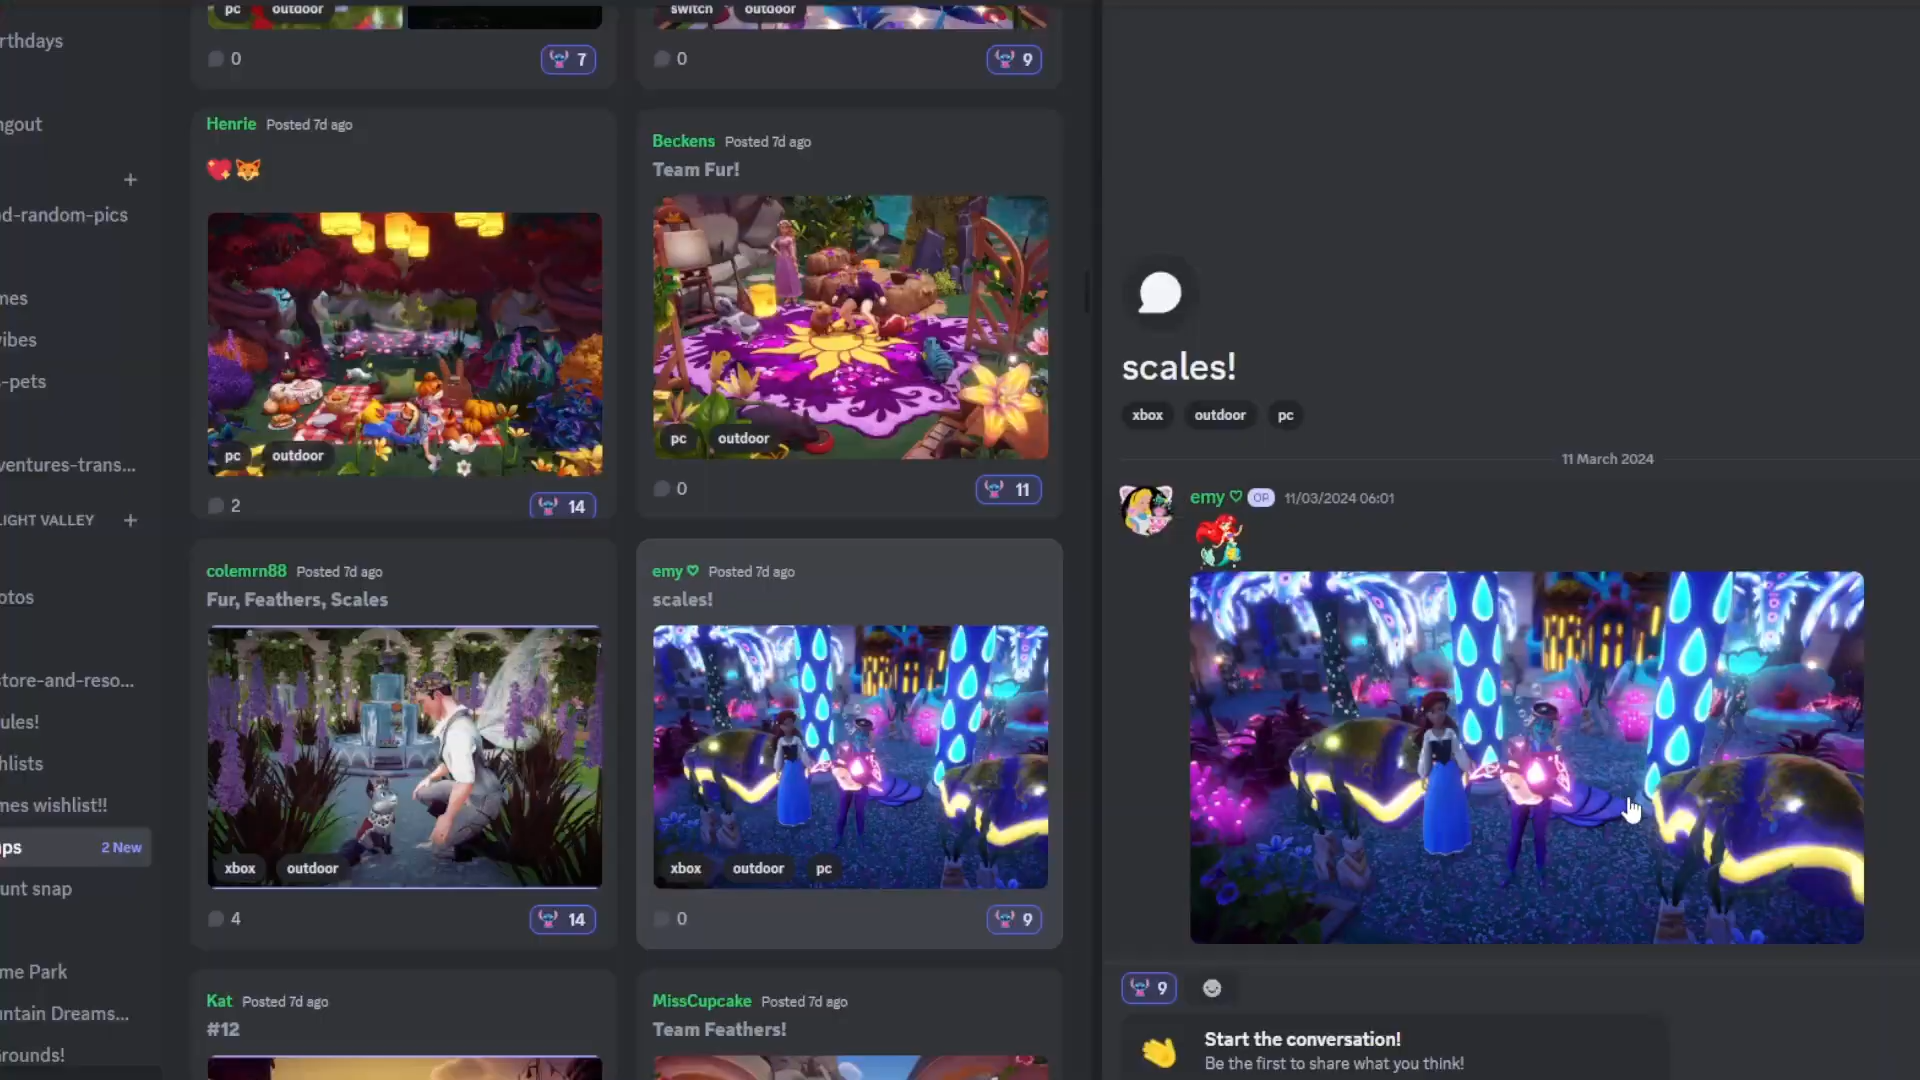 rthdays
ngout
d-random-pics
mes
ibes
-pets
ventures-trans...
LIGHT VALLEY
otos
store-and-reso...
ules!
hlists
mes wishlist!!
ps
2 New
unt snap
me Park
untain Dreams...
rounds!
pc
outdoor
0
7
switch
outdoor
0
9
Henrie Posted 7d ago
pc
outdoor
2
14
Beckens Posted 7d ago
Team Fur!
pc
outdoor
0
11
colemrn88 Posted 7d ago
Fur, Feathers, Scales
xbox
outdoor
4
14
emy ♡ Posted 7d ago
scales!
xbox
outdoor
pc
0
9
Kat Posted 7d ago
#12
MissCupcake Posted 7d ago
Team Feathers!
scales!
xbox
outdoor
pc
11 March 2024
emy ♡ OP 11/03/2024 06:01
9
Start the conversation!
Be the first to share what you think!